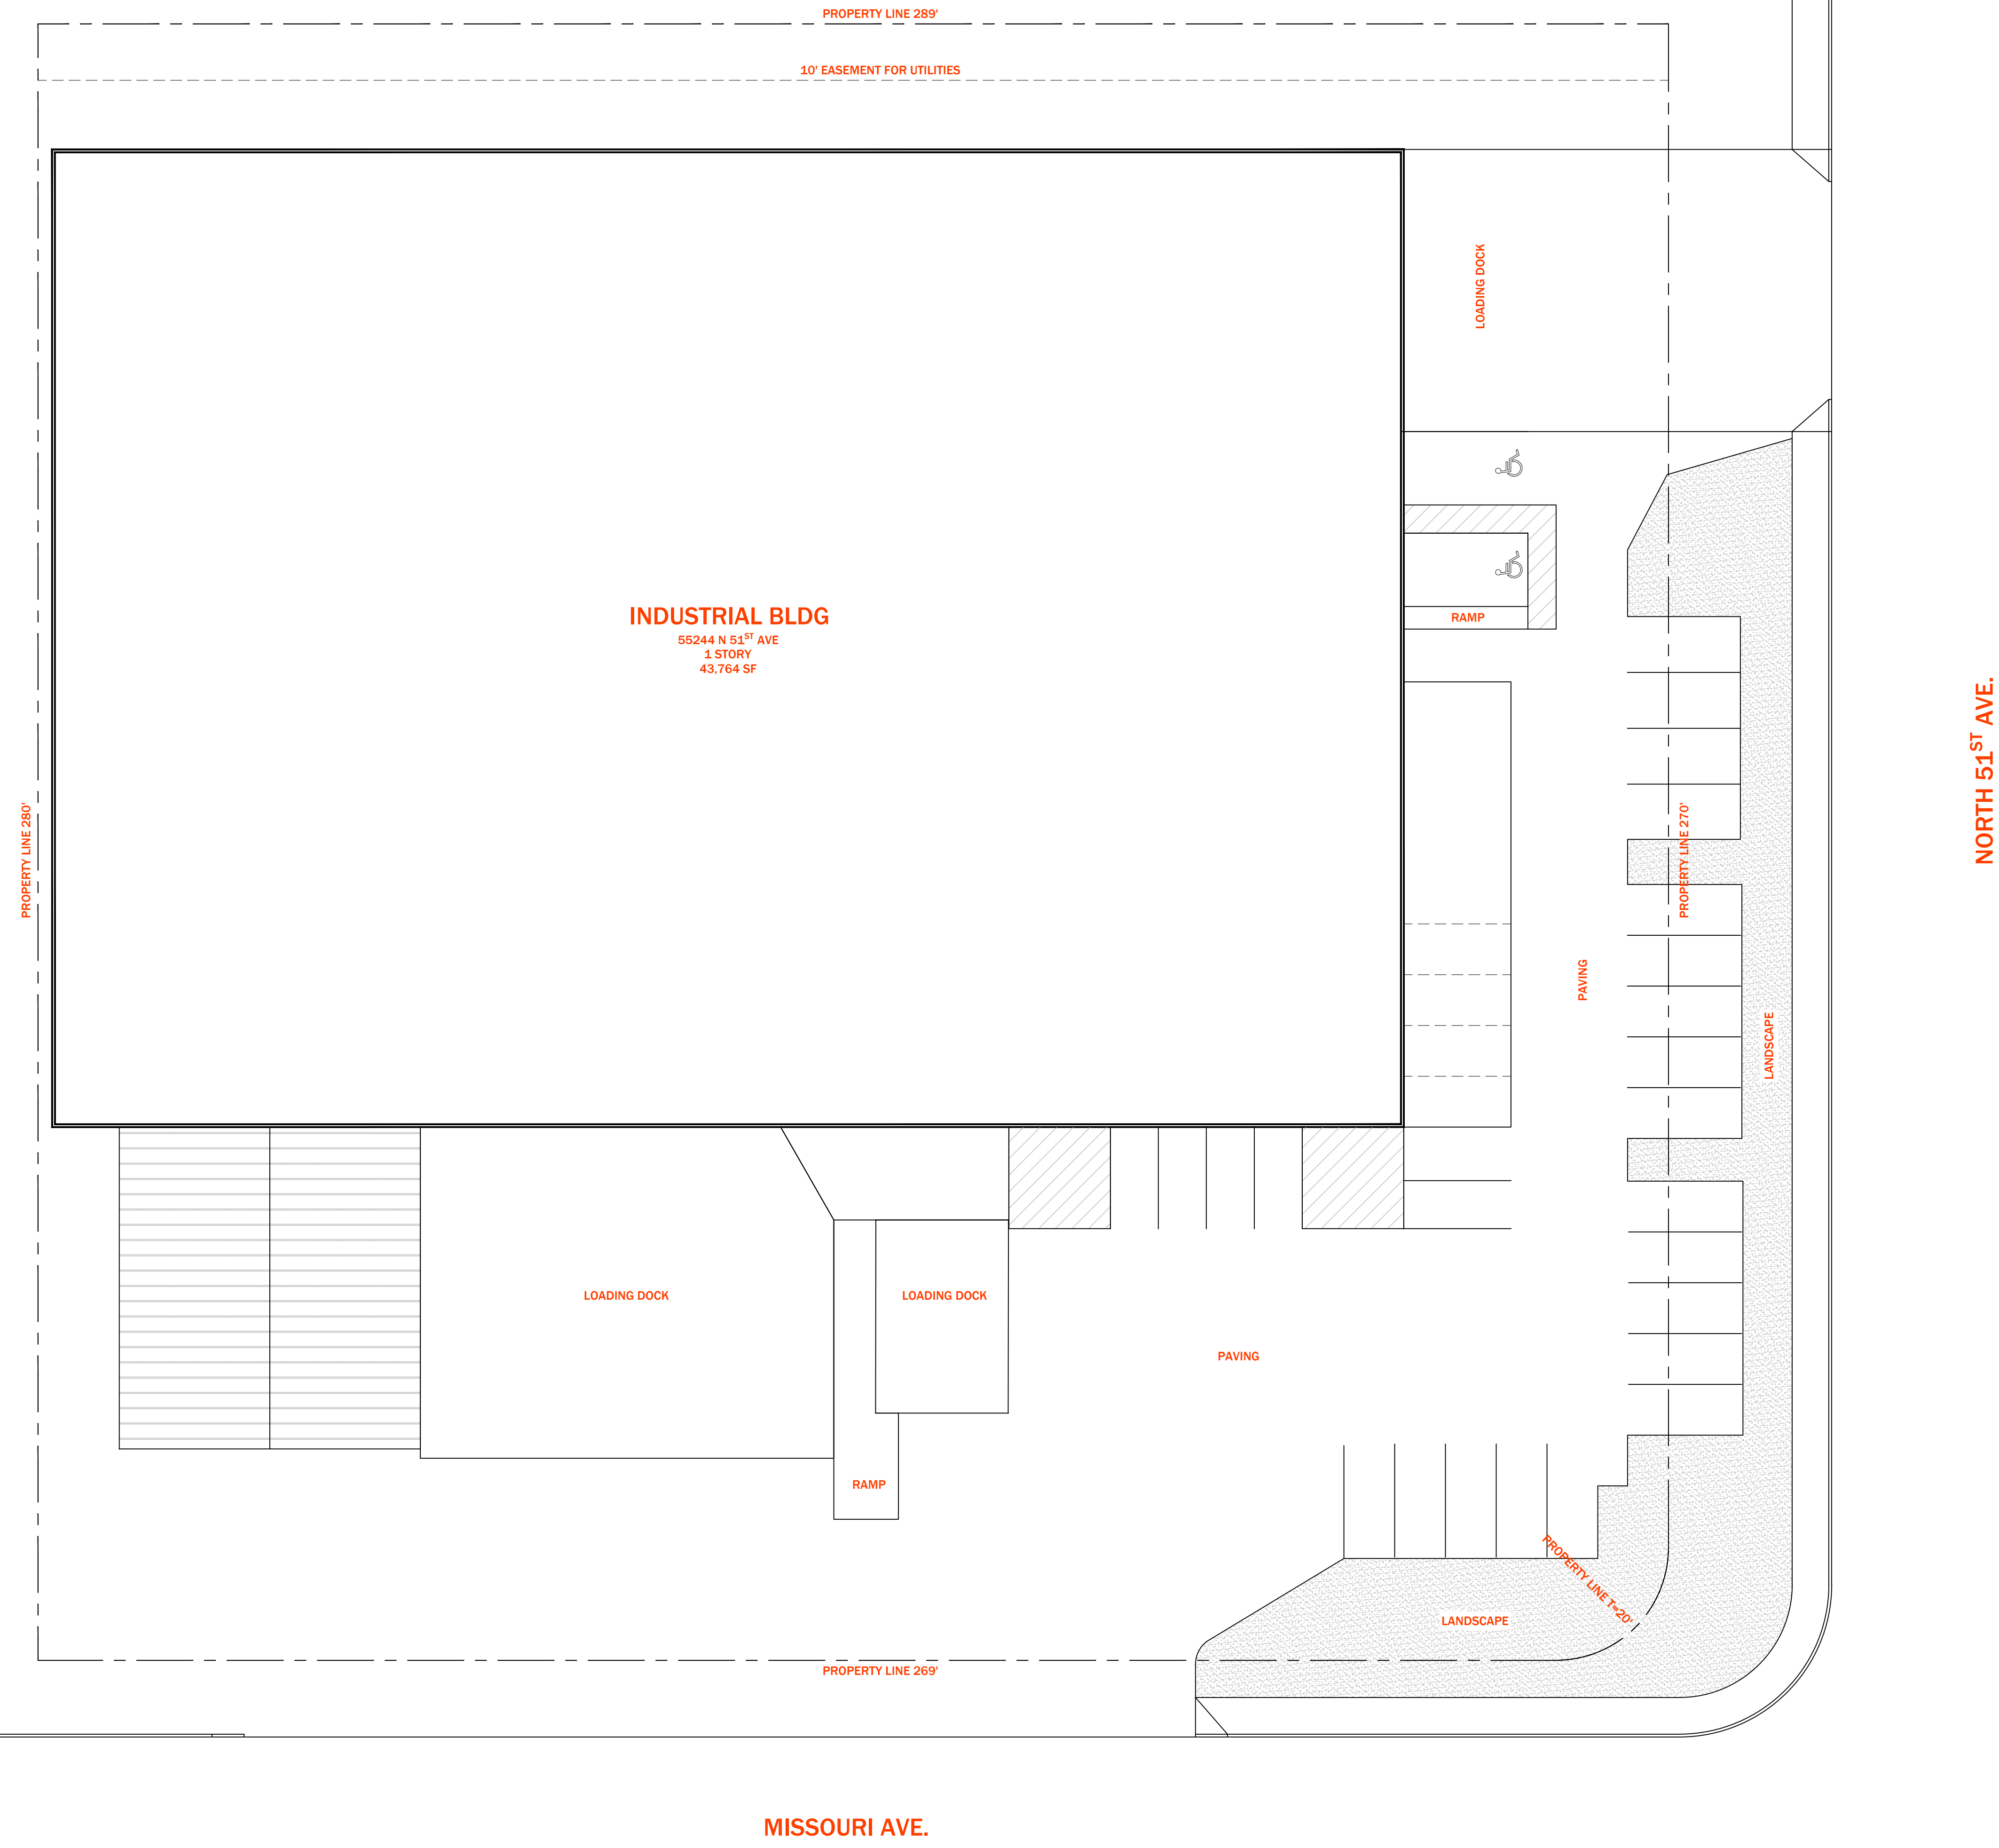 PROPERTY LINE 289'
10' EASEMENT FOR UTILITIES
LOADING DOCK
INDUSTRIAL BLDG
55244 N 51ST AVE
1 STORY
43,764 SF
RAMP
NORTH 51ST AVE.
PROPERTY LINE 280'
PROPERTY LINE 270'
PAVING
LANDSCAPE
LOADING DOCK
LOADING DOCK
PAVING
RAMP
PROPERTY LINE T=20'
LANDSCAPE
PROPERTY LINE 269'
MISSOURI AVE.